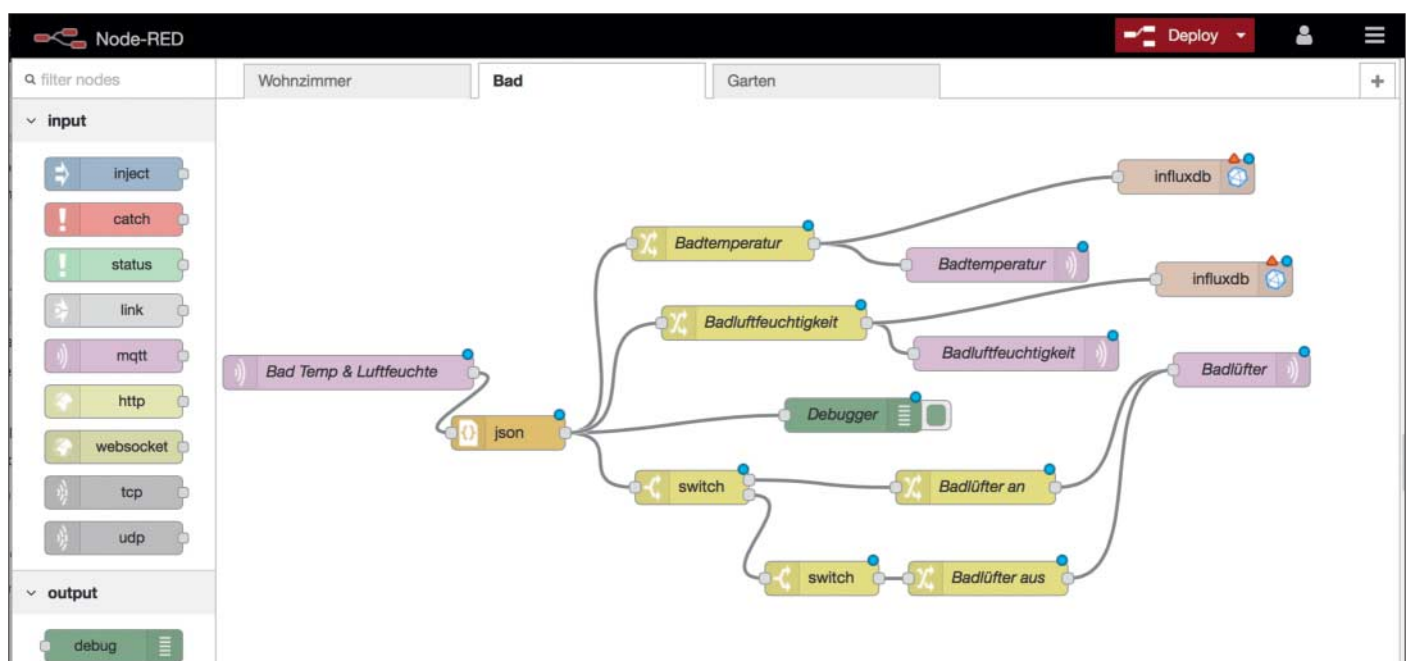 Node-RED
Deploy
filter nodes
Wohnzimmer
Bad
Garten
input
inject
catch
status
link
mqtt
http
websocket
tcp
udp
output
debug
influxdb
Badtemperatur
Badtemperatur
influxdb
Badluftfeuchtigkeit
Badluftfeuchtigkeit
Bad Temp & Luftfeuchte
Badlüfter
Debugger
json
switch
Badlüfter an
switch
Badlüfter aus